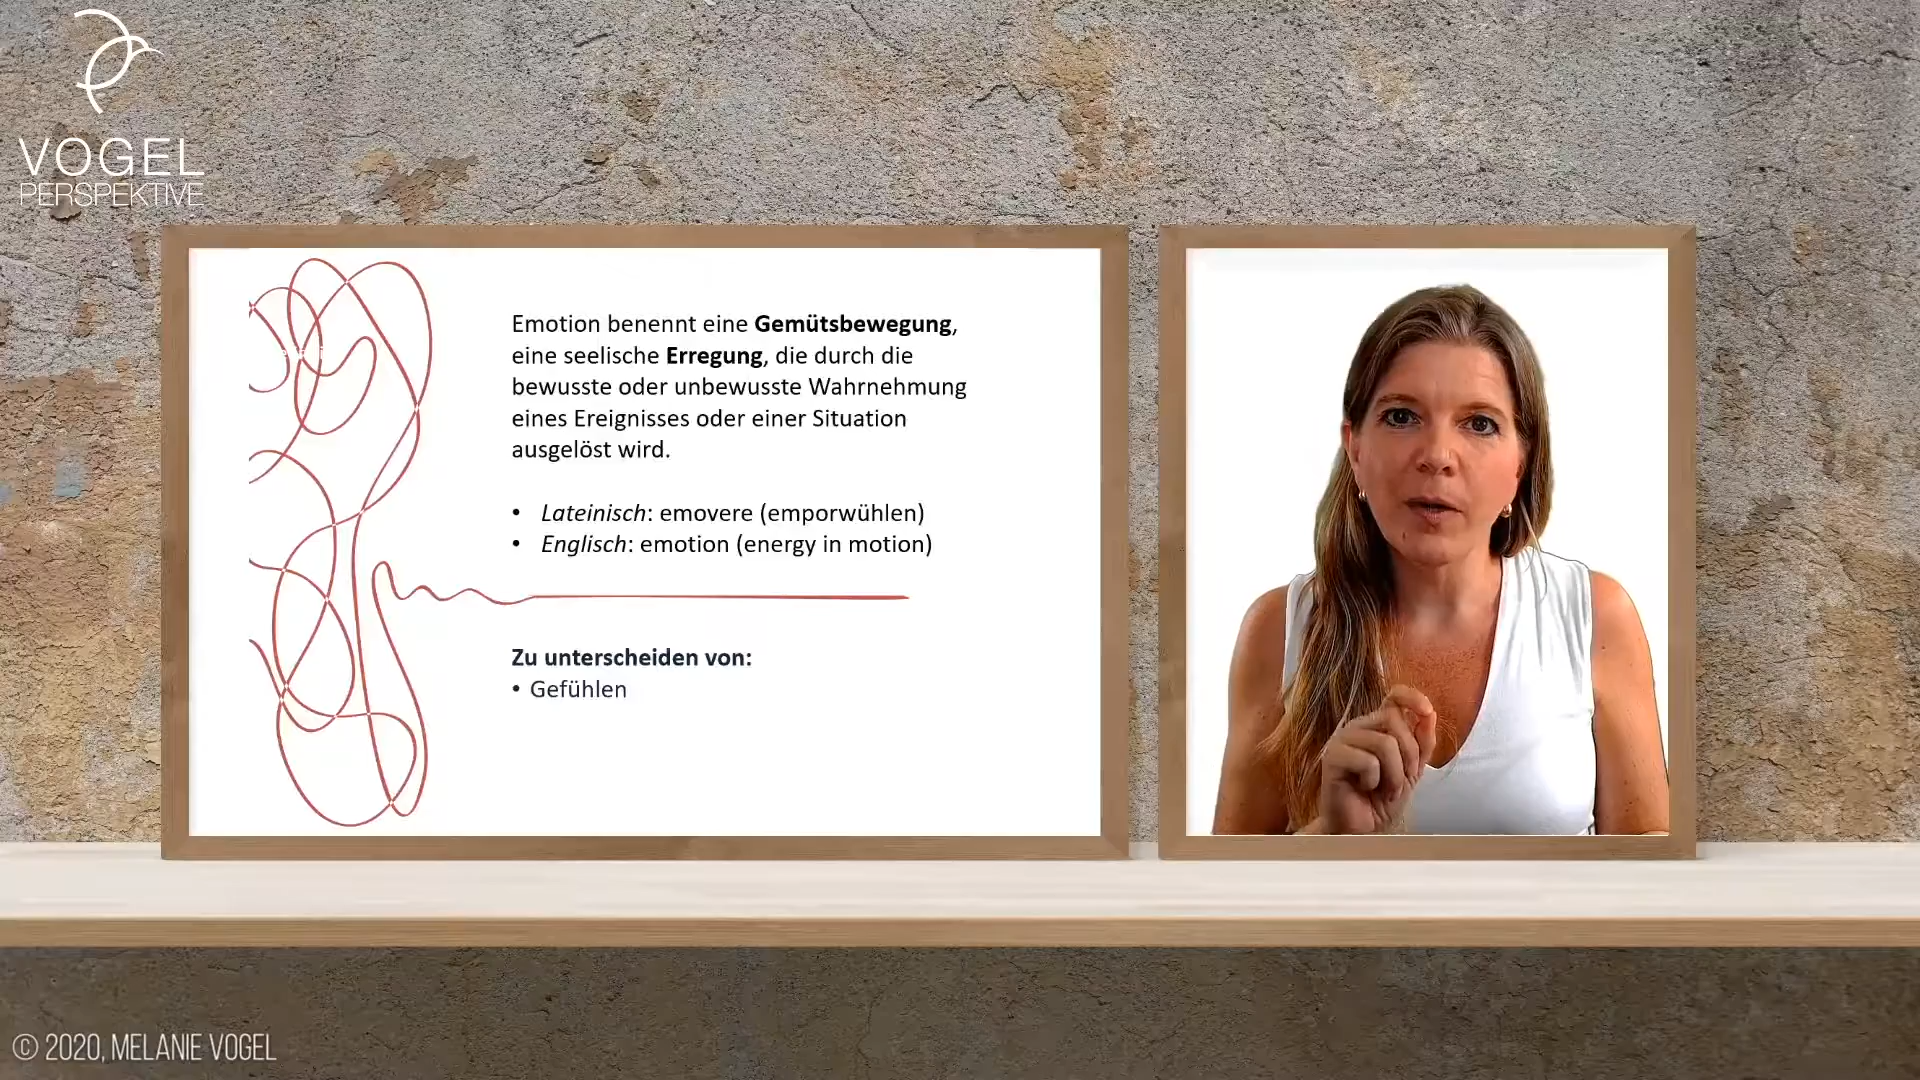 VOGEL
PERSPEKTIVE
Emotion benennt eine Gemütsbewegung,
eine seelische Erregung, die durch die
bewusste oder unbewusste Wahrnehmung
eines Ereignisses oder einer Situation
ausgelöst wird.
• Lateinisch: emovere (emporwühlen)
• Englisch: emotion (energy in motion)
Zu unterscheiden von:
• Gefühlen
© 2020, MELANIE VOGEL